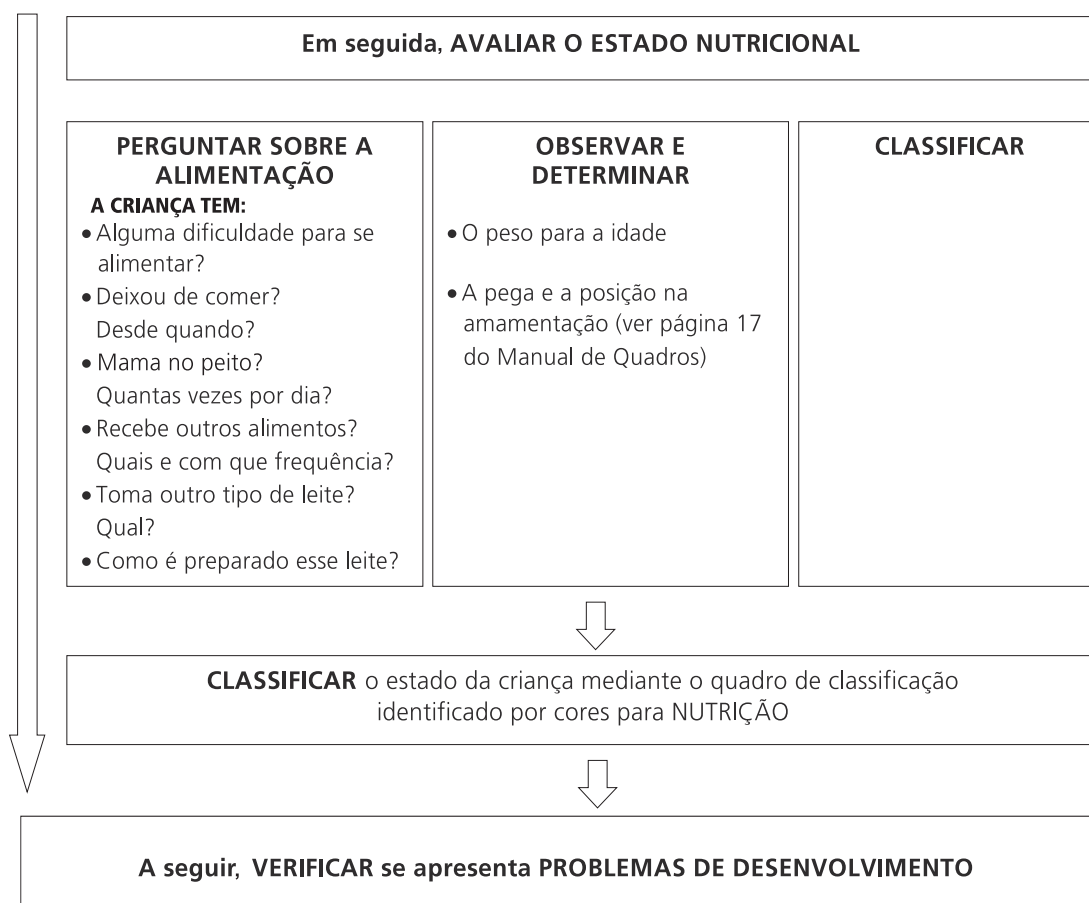 Em seguida, AVALIAR O ESTADO NUTRICIONAL
PERGUNTAR SOBRE A
ALIMENTAÇÃO
A CRIANÇA TEM:
• Alguma dificuldade para se
alimentar?
• Deixou de comer?
Desde quando?
• Mama no peito?
Quantas vezes por dia?
• Recebe outros alimentos?
Quais e com que frequência?
• Toma outro tipo de leite?
Qual?
• Como é preparado esse leite?
OBSERVAR E
DETERMINAR
• O peso para a idade
• A pega e a posição na
amamentação (ver página 17
do Manual de Quadros)
CLASSIFICAR
CLASSIFICAR o estado da criança mediante o quadro de classificação
identificado por cores para NUTRIÇÃO
A seguir, VERIFICAR se apresenta PROBLEMAS DE DESENVOLVIMENTO